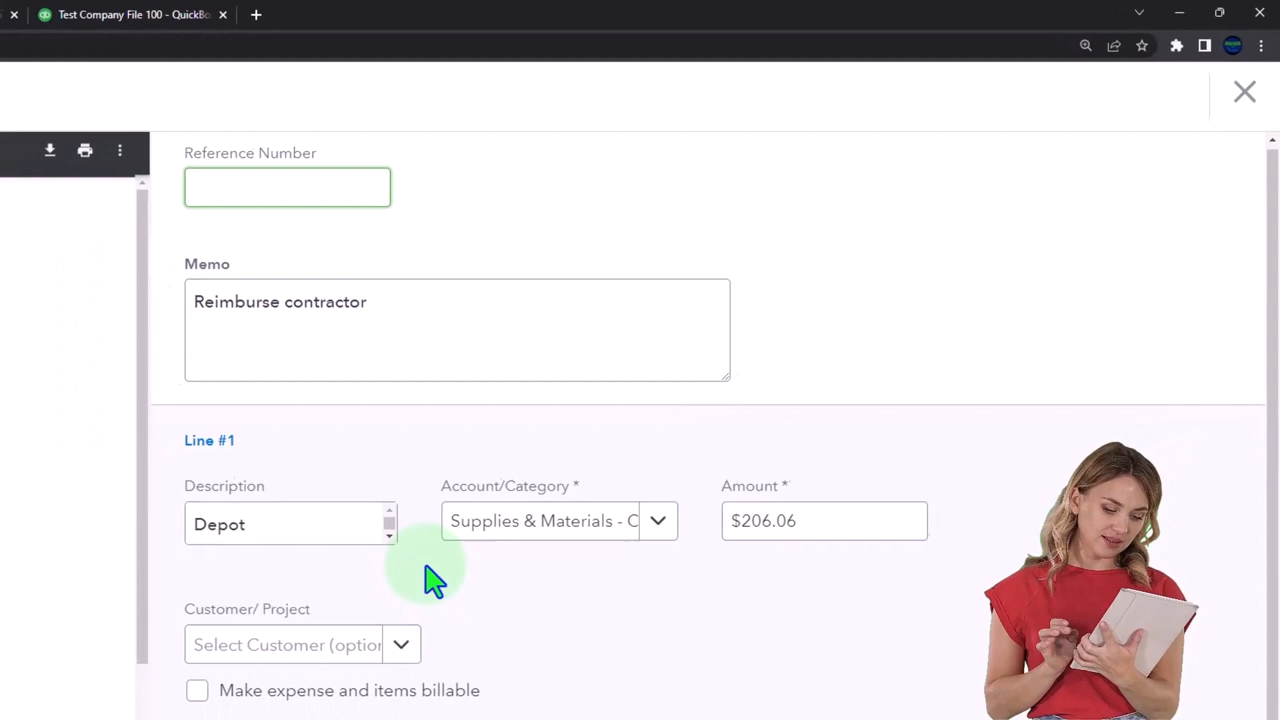 Test Company File 100 - QuickBo
Reference Number
Memo
Reimburse contractor
Line #1
Description
Account/Category *
Amount *
Depot
Supplies & Materials - C
$206.06
Customer/ Project
Select Customer (option
Make expense and items billable